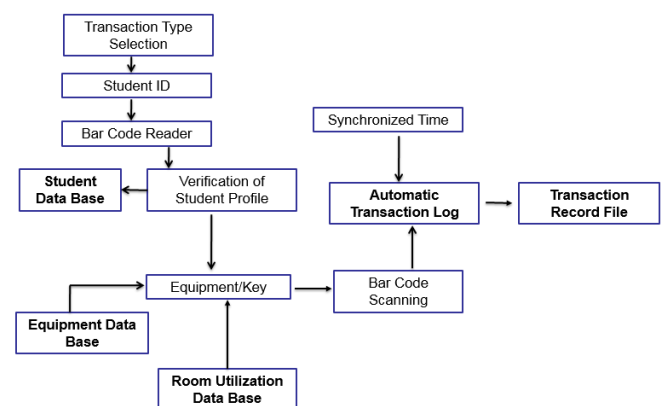 Transaction Type
Selection
Student ID
Bar Code Reader
Synchronized Time
Student
Data Base
Verification of
Student Profile
Automatic
Transaction Log
Transaction
Record File
Equipment/Key
Bar Code
Scanning
Equipment Data
Base
Room Utilization
Data Base